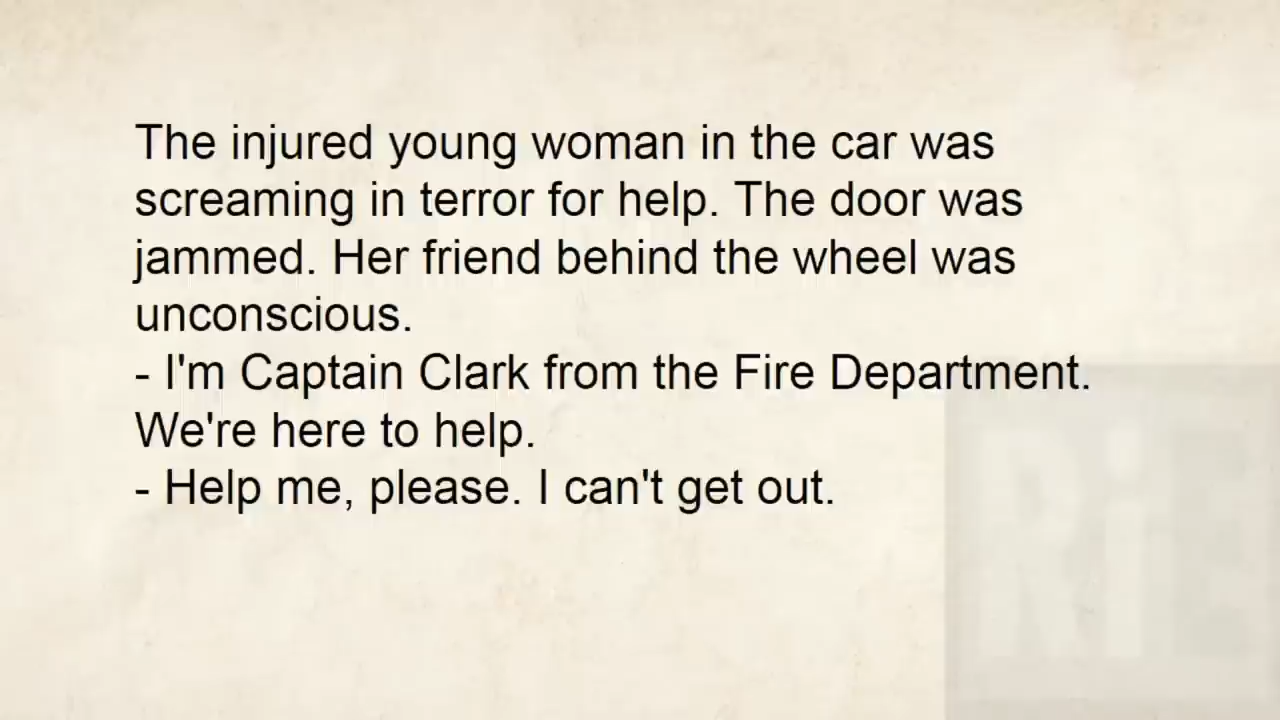 The injured young woman in the car was
screaming in terror for help. The door was
jammed. Her friend behind the wheel was
unconscious.
- I'm Captain Clark from the Fire Department.
We're here to help.
- Help me, please. I can't get out.